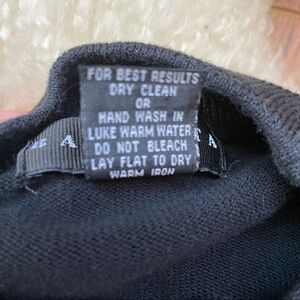 FOR BEST RESULTS
DRY CLEAN
OR
HAND WASH IN
LUKE WARM WATER
DO NOT BLEACH
LAY FLAT TO DRY
WARM IRON
A
A